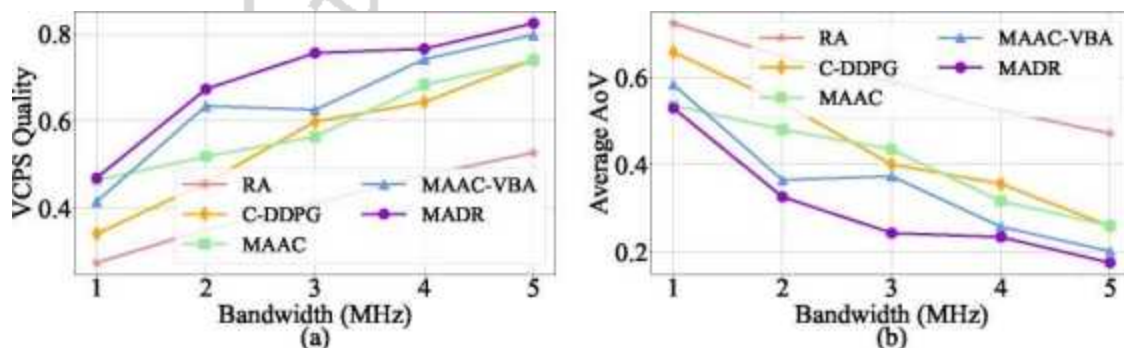 VCPS Quality
0.8
0.6
0.4
RA
C-DDPG
MAAC
MAAC-VBA
MADR
1 2 3 4 5
Bandwidth (MHz)
(a)
Average AoV
0.6
0.4
0.2
RA
C-DDPG
MAAC
MAAC-VBA
MADR
1 2 3 4 5
Bandwidth (MHz)
(b)